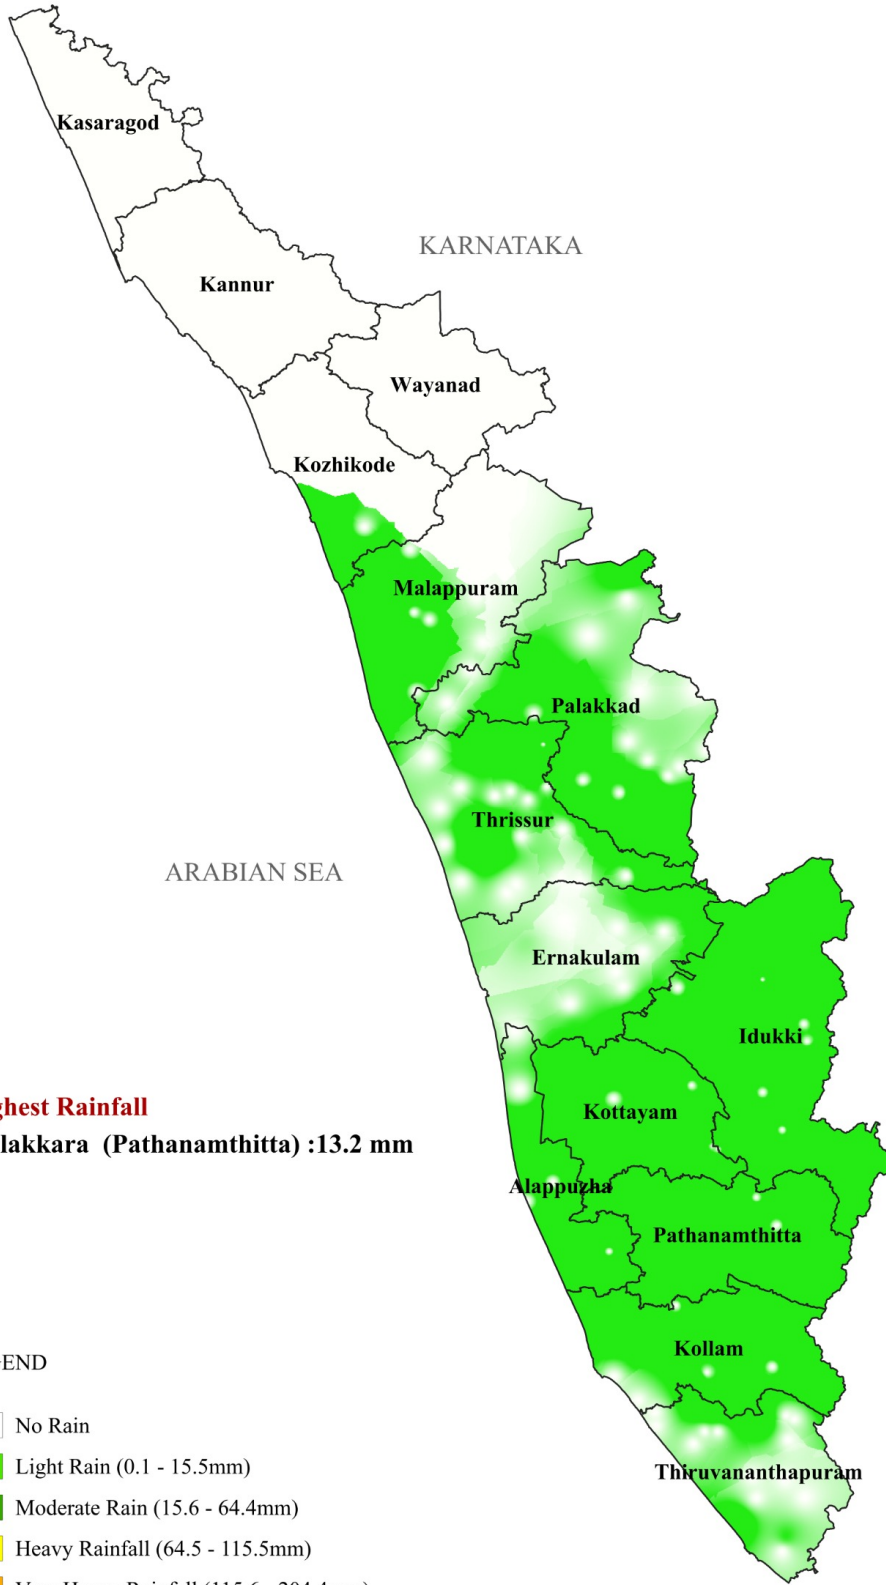 Kasaragod
KARNATAKA
Kannur
Wayanad
Kozhikode
Malappuram
Palakkad
Thrissur
ARABIAN SEA
Ernakulam
Idukki
ghest Rainfall
Kottayam
lakkara (Pathanamthitta) :13.2 mm
Alappuzha
Pathanamthitta
Kollam
END
No Rain
Light Rain (0.1 - 15.5mm)
Thiruvananthapuram
Moderate Rain (15.6 - 64.4mm)
Heavy Rainfall (64.5 - 115.5mm)